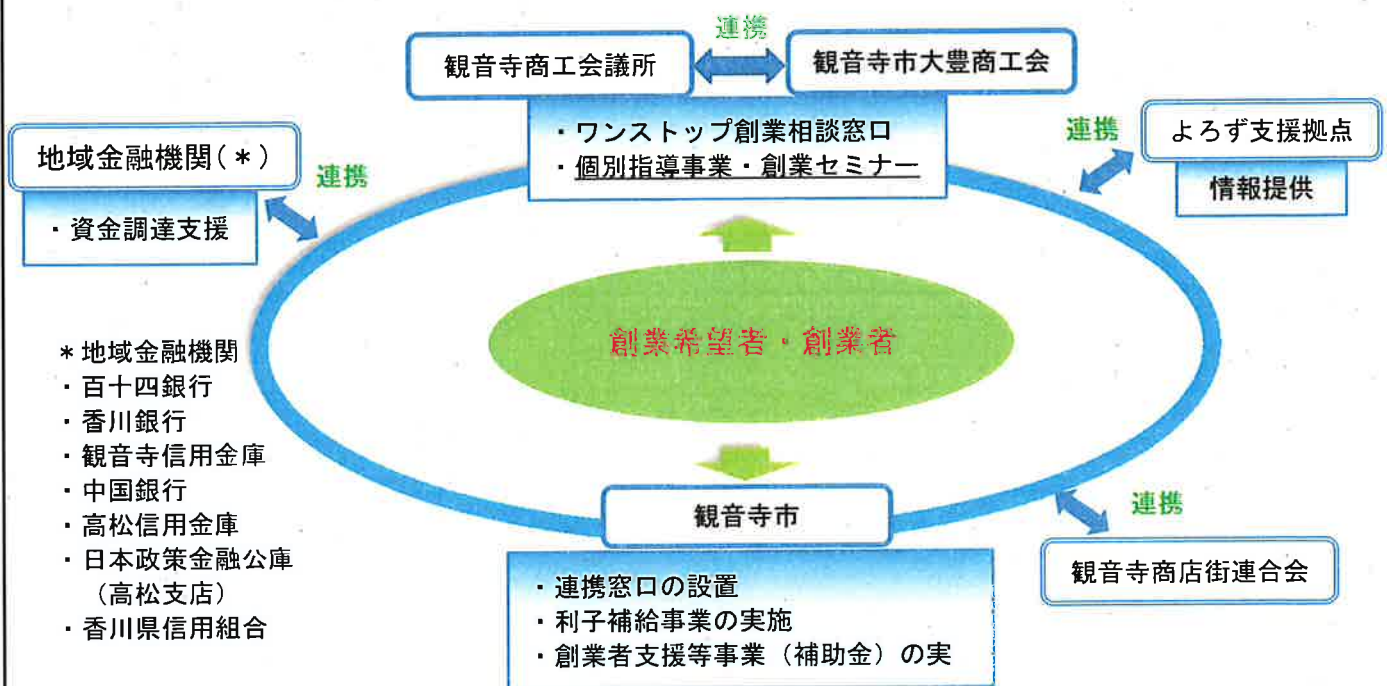 連携
観音寺商工会議所
観音寺市大豊商工会
・ワンストップ創業相談窓口
・個別指導事業・創業セミナー
連携
よろず支援拠点
情報提供
地域金融機関(*)
連携
・資金調達支援
創業希望者・創業者
*地域金融機関
・百十四銀行
・香川銀行
・観音寺信用金庫
・中国銀行
・高松信用金庫
・日本政策金融公庫
(高松支店)
・香川県信用組合
観音寺市
・連携窓口の設置
・利子補給事業の実施
・創業者支援等事業(補助金)の実
連携
観音寺商店街連合会